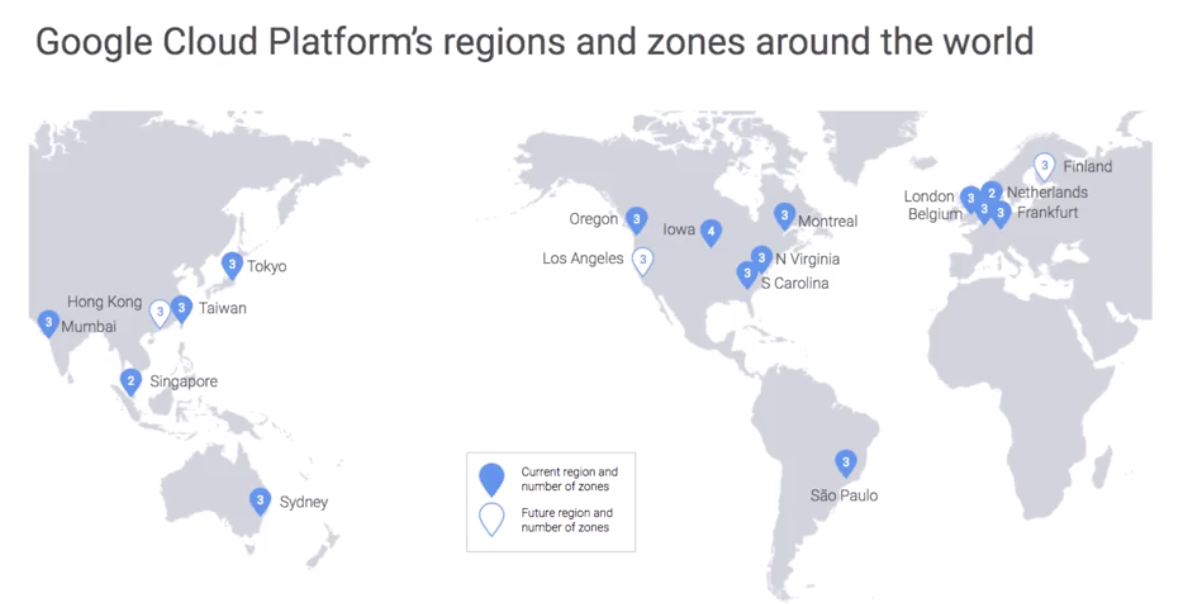 Google Cloud Platform's regions and zones around the world
3 Finland
London 3 2 Netherlands
Belgium 3 3 Frankfurt
Oregon 3
Iowa 4
3 Montreal
Los Angeles 3
3 N Virginia
3 S Carolina
3 Tokyo
Hong Kong 3
3 Taiwan
3 Mumbai
2 Singapore
3 Sydney
3
São Paulo
Current region and
number of zones
Future region and
number of zones